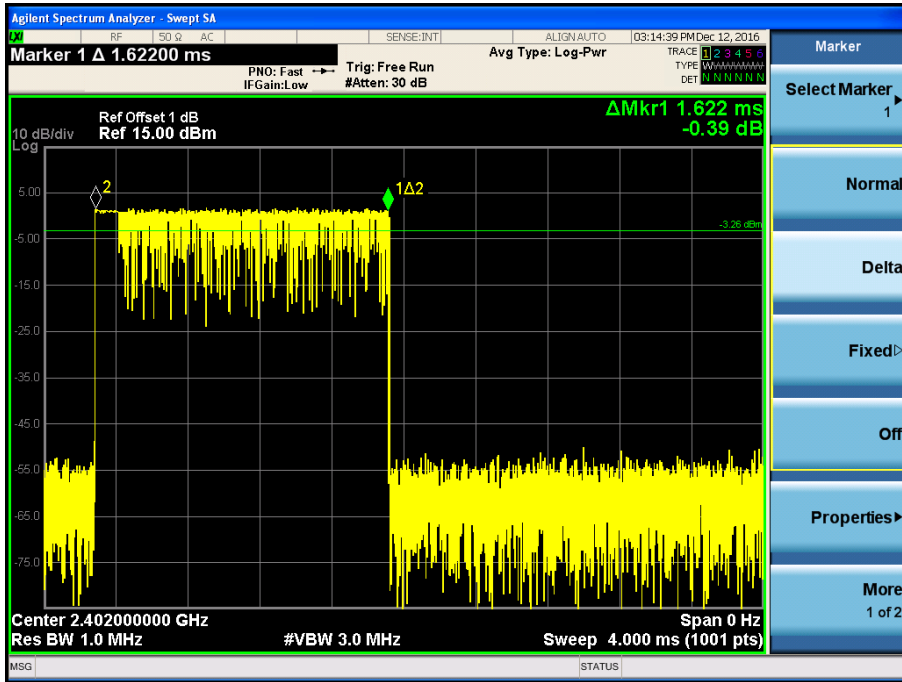 Agilent Spectrum Analyzer - Swept SA
LXI RF 50 Ω AC SENSE:INT ALIGN AUTO 03:14:39 PM Dec 12, 2016
Marker 1 Δ 1.62200 ms
PNO: Fast
IFGain:Low
Trig: Free Run
#Atten: 30 dB
Avg Type: Log-Pwr
TRACE 1 2 3 4 5 6
TYPE
DET N N N N N N
Marker
Select Marker
1
Normal
Delta
Fixed
Off
Properties
More
1 of 2
ΔMkr1 1.622 ms
-0.39 dB
Ref Offset 1 dB
10 dB/div Ref 15.00 dBm
Log
2
1Δ2
5.00
-3.26 dBm
-5.00
-15.0
-25.0
-35.0
-45.0
-55.0
-65.0
-75.0
Center 2.402000000 GHz Span 0 Hz
Res BW 1.0 MHz #VBW 3.0 MHz Sweep 4.000 ms (1001 pts)
MSG STATUS